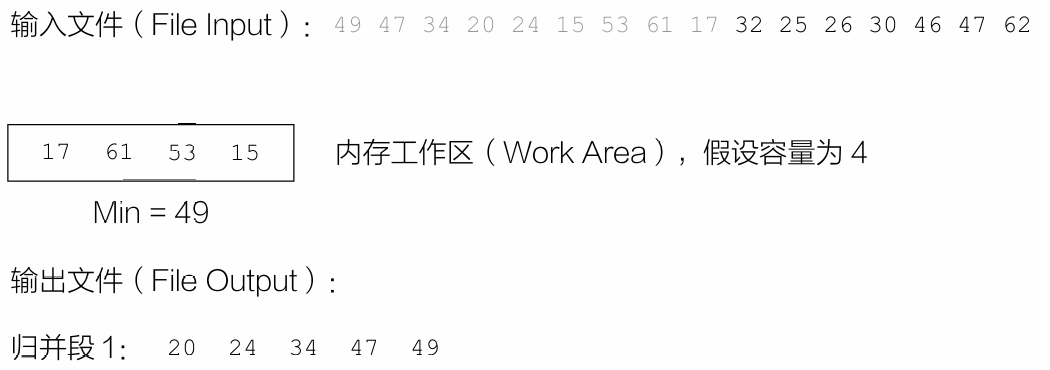 输入文件（File Input）： 49 47 34 20 24 15 53 61 17 32 25 26 30 46 47 62
17 61 53 15 内存工作区（Work Area），假设容量为 4
Min = 49
输出文件（File Output）：
归并段 1： 20 24 34 47 49